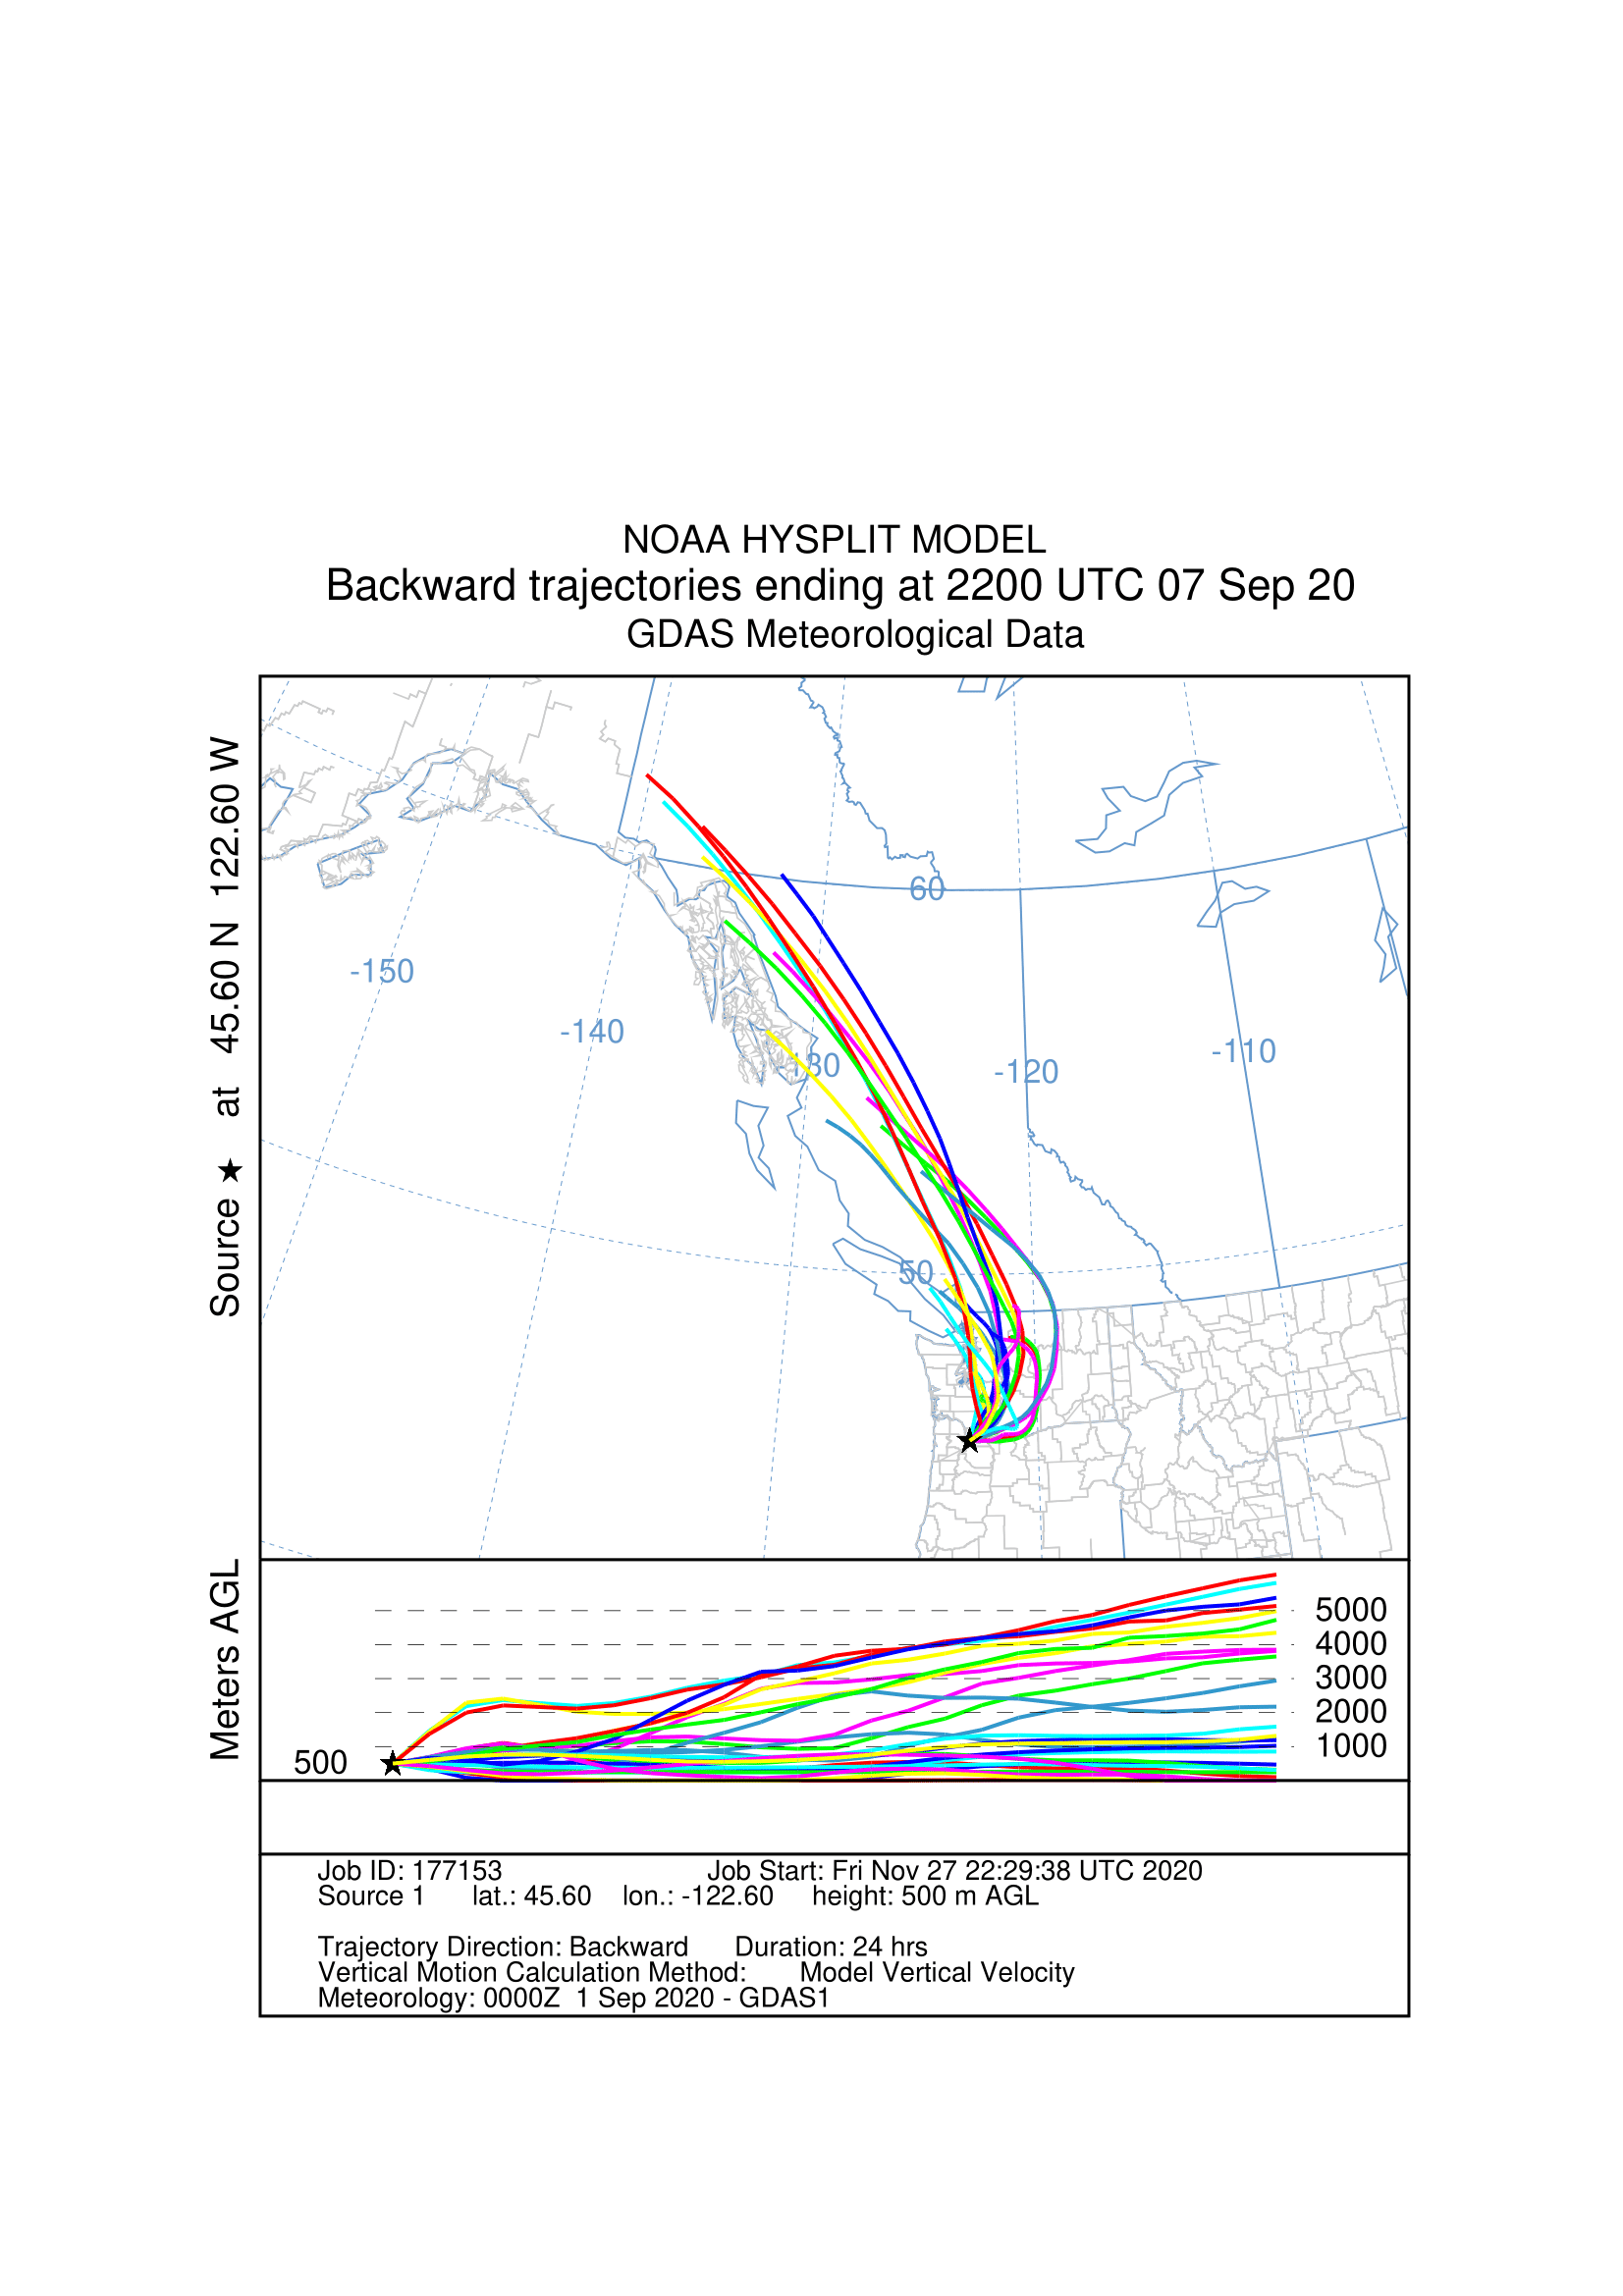 NOAA HYSPLIT MODEL
Backward trajectories ending at 2200 UTC 07 Sep 20
GDAS Meteorological Data
Source ★ at 45.60 N 122.60 W
60
-150
-140
-130
-120
-110
50
Meters AGL
500
5000
4000
3000
2000
1000
Job ID: 177153 Job Start: Fri Nov 27 22:29:38 UTC 2020
Source 1 lat.: 45.60 lon.: -122.60 height: 500 m AGL
Trajectory Direction: Backward Duration: 24 hrs
Vertical Motion Calculation Method: Model Vertical Velocity
Meteorology: 0000Z 1 Sep 2020 - GDAS1